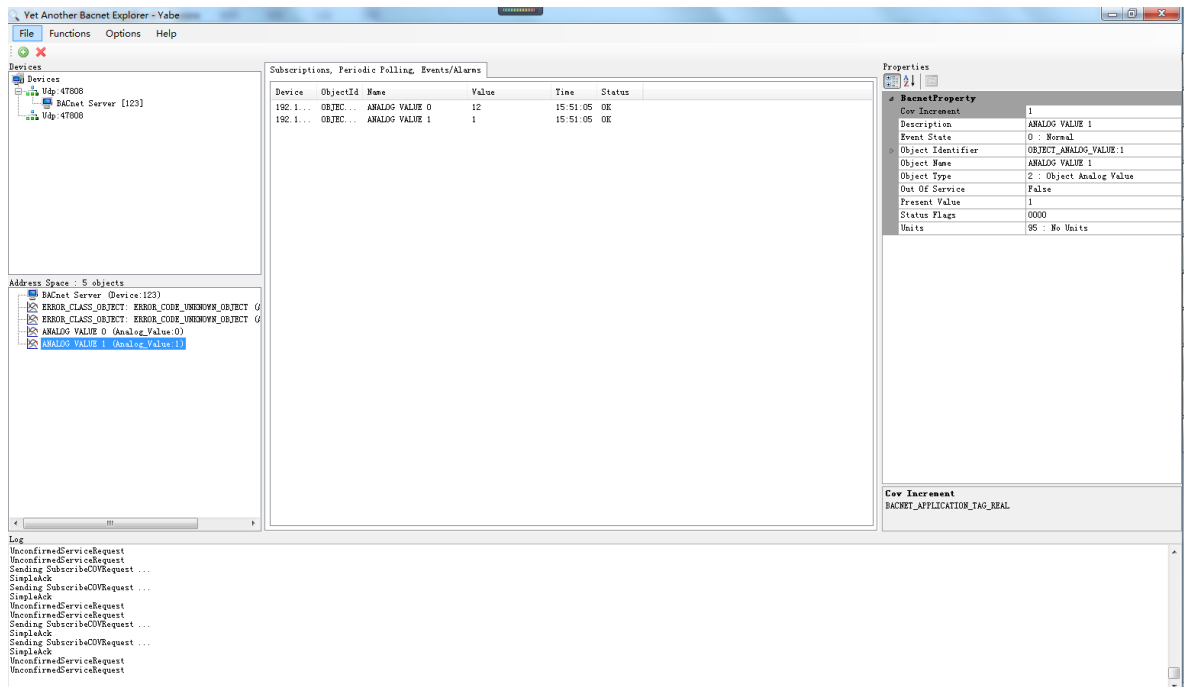 Yet Another Bacnet Explorer - Yabe
File Functions Options Help
Devices
Devices
Udp:47808
BACnet Server [123]
Udp:47808
Address Space : 5 objects
BACnet Server (Device:123)
ERROR_CLASS_OBJECT: ERROR_CODE_UNKNOWN_OBJECT (A
ERROR_CLASS_OBJECT: ERROR_CODE_UNKNOWN_OBJECT (A
ANALOG VALUE 0 (Analog_Value:0)
ANALOG VALUE 1 (Analog_Value:1)
Subscriptions, Periodic Polling, Events/Alarms
Device ObjectId Name Value Time Status
192.1... OBJEC... ANALOG VALUE 0 12 15:51:05 OK
192.1... OBJEC... ANALOG VALUE 1 1 15:51:05 OK
Properties
BacnetProperty
Cov Increment 1
Description ANALOG VALUE 1
Event State 0 : Normal
Object Identifier OBJECT_ANALOG_VALUE:1
Object Name ANALOG VALUE 1
Object Type 2 : Object Analog Value
Out Of Service False
Present Value 1
Status Flags 0000
Units 95 : No Units
Cov Increment
BACNET_APPLICATION_TAG_REAL
Log
UnconfirmedServiceRequest
UnconfirmedServiceRequest
Sending SubscribeCOVRequest ...
SimpleAck
Sending SubscribeCOVRequest ...
SimpleAck
UnconfirmedServiceRequest
UnconfirmedServiceRequest
Sending SubscribeCOVRequest ...
SimpleAck
Sending SubscribeCOVRequest ...
SimpleAck
UnconfirmedServiceRequest
UnconfirmedServiceRequest